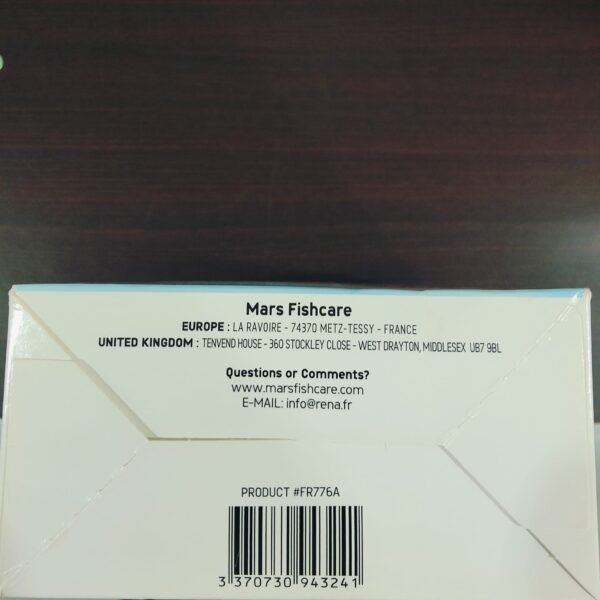 Mars Fishcare
EUROPE : LA RAVOIRE - 74370 METZ-TESSY - FRANCE
UNITED KINGDOM : TENVEND HOUSE - 360 STOCKLEY CLOSE - WEST DRAYTON, MIDDLESEX UB7 9BL
Questions or Comments?
www.marsfishcare.com
E-MAIL: info@rena.fr
PRODUCT #FR776A
3 370730 943241